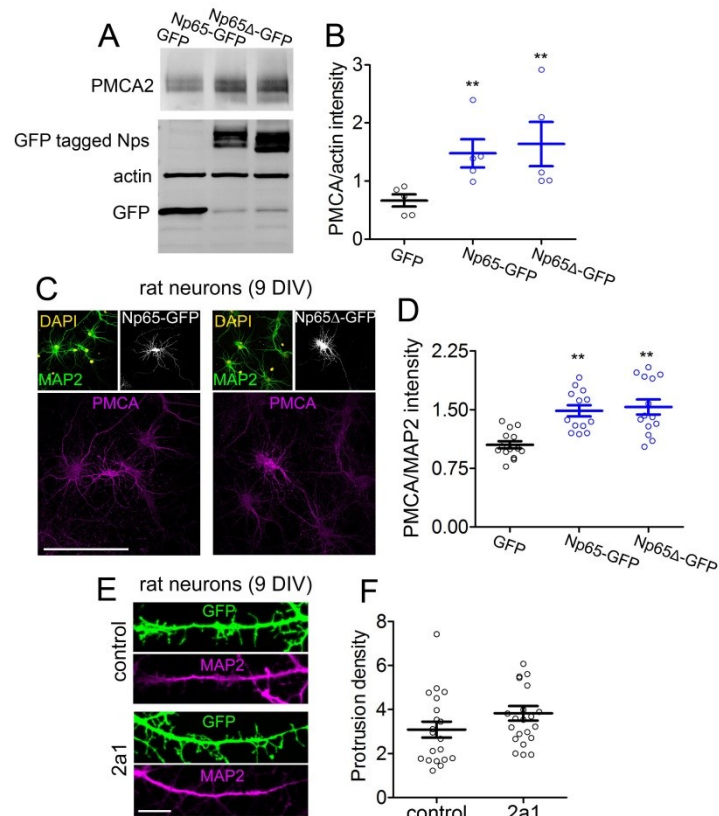 A
GFP
Np65-GFP
Np65Δ-GFP
PMCA2
GFP tagged Nps
actin
GFP
B
**
**
PMCA/actin intensity
3
2
1
0
GFP
Np65-GFP
Np65Δ-GFP
C
rat neurons (9 DIV)
DAPI
Np65-GFP
MAP2
DAPI
Np65Δ-GFP
MAP2
PMCA
PMCA
D
**
**
PMCA/MAP2 intensity
2.25
1.50
0.75
0.00
GFP
Np65-GFP
Np65Δ-GFP
E
rat neurons (9 DIV)
control
GFP
MAP2
2a1
GFP
MAP2
F
Protrusion density
8
6
4
2
0
control
2a1